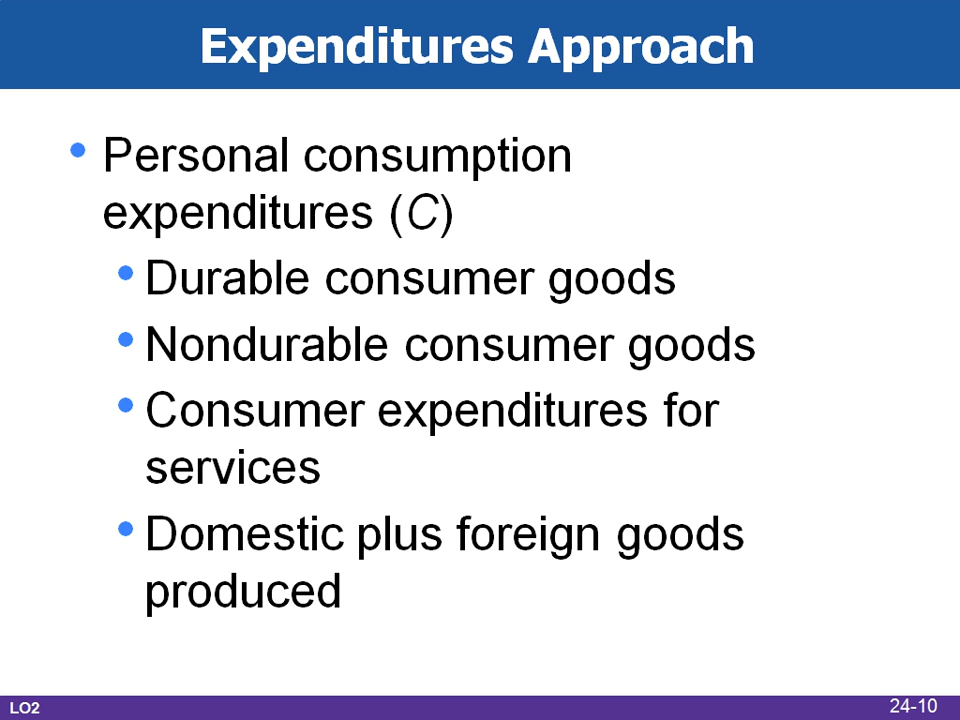 Expenditures Approach
• Personal consumption
expenditures (C)
• Durable consumer goods
• Nondurable consumer goods
• Consumer expenditures for
services
• Domestic plus foreign goods
produced
LO2
24-10